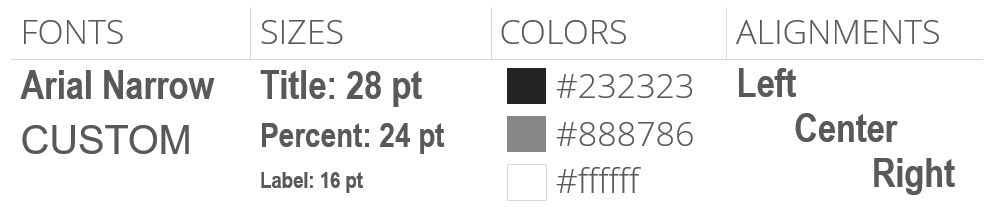 FONTS SIZES COLORS ALIGNMENTS
Arial Narrow Title: 28 pt #232323 Left
CUSTOM Percent: 24 pt #888786 Center
Label: 16 pt #ffffff Right